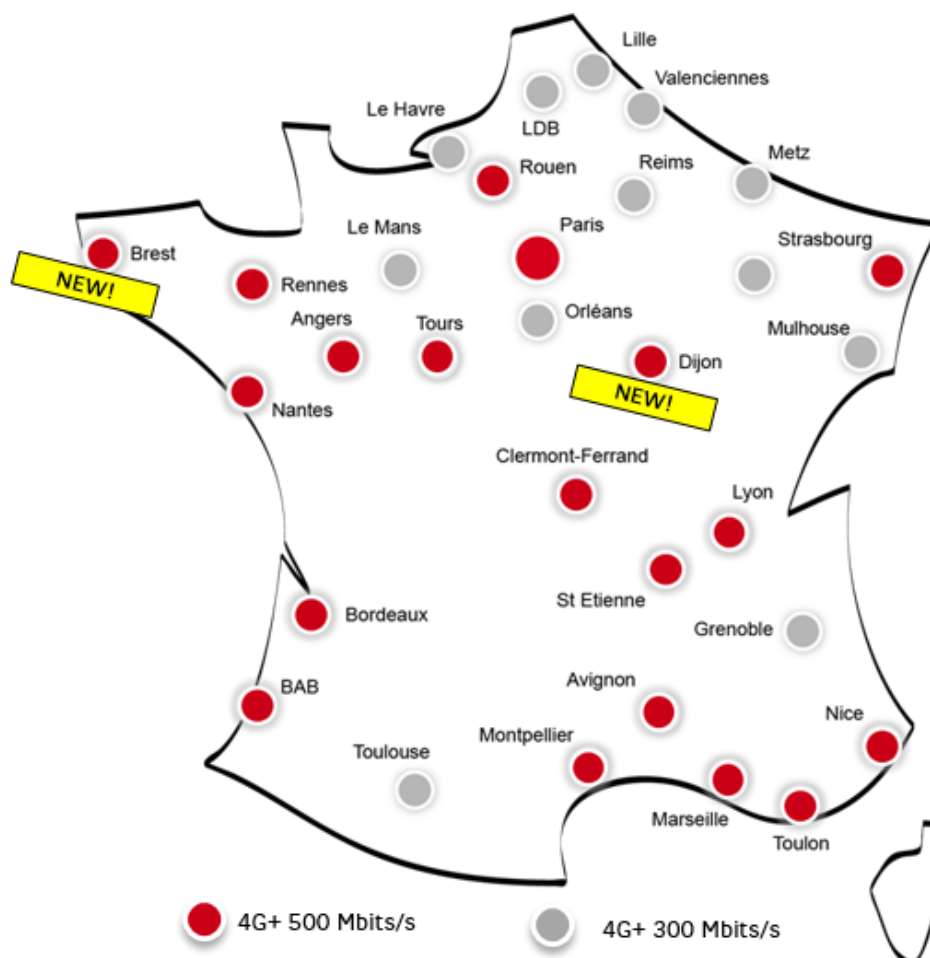 Lille
Valenciennes
Le Havre
LDB
Metz
Reims
Rouen
Le Mans
Paris
Strasbourg
Brest
NEW!
Rennes
Orléans
Angers
Tours
Mulhouse
Dijon
NEW!
Nantes
Clermont-Ferrand
Lyon
St Etienne
Bordeaux
Grenoble
BAB
Avignon
Nice
Montpellier
Toulouse
Marseille
Toulon
4G+ 500 Mbits/s
4G+ 300 Mbits/s